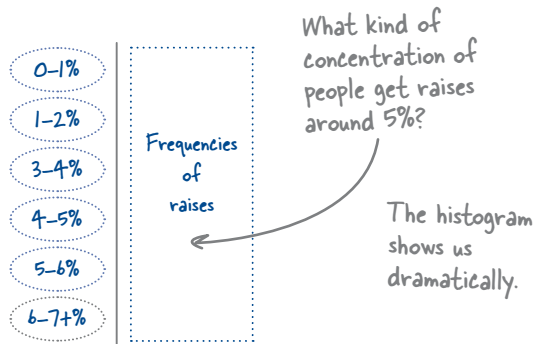 0–1%
1–2%
3–4%
4–5%
5–6%
6–7+%
Frequencies
of
raises
What kind of
concentration of
people get raises
around 5%?
The histogram
shows us
dramatically.